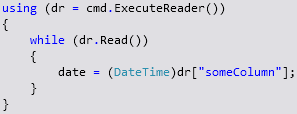 using (dr = cmd.ExecuteReader())
{
    while (dr.Read())
    {
        date = (DateTime)dr["someColumn"];
    }
}